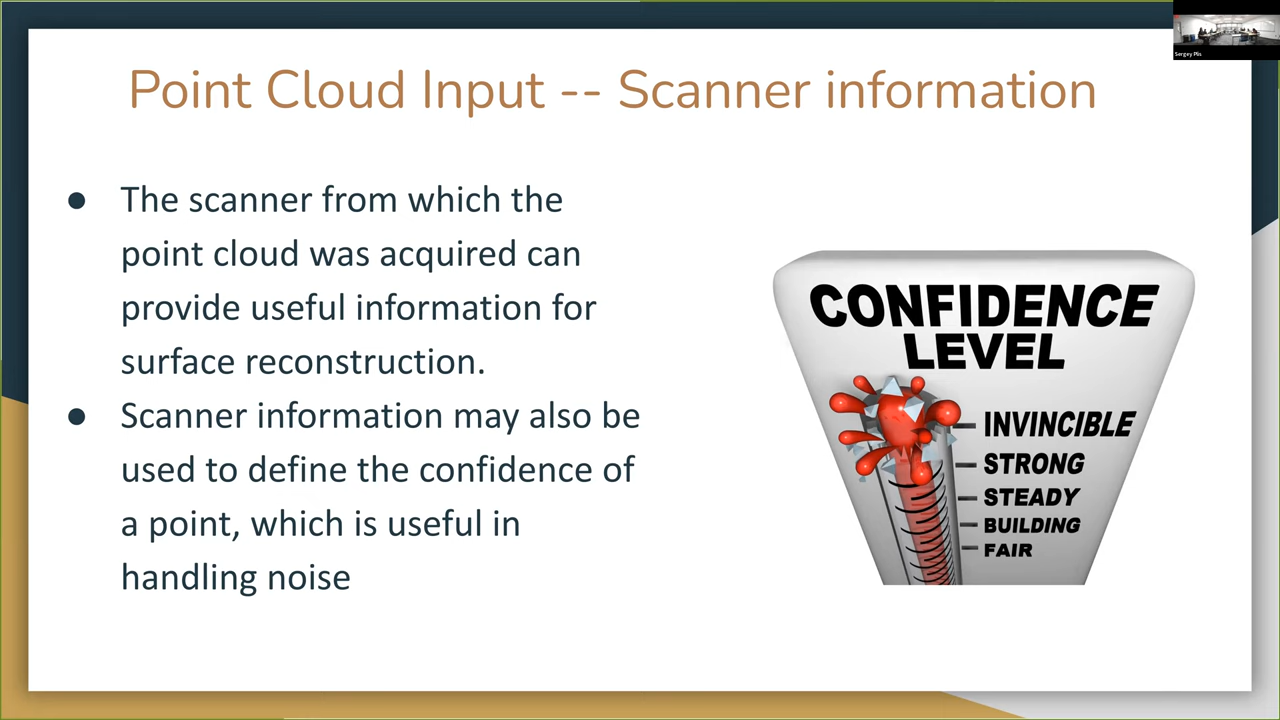 Sergey Plis
Point Cloud Input -- Scanner information
● The scanner from which the
point cloud was acquired can
provide useful information for
surface reconstruction.
● Scanner information may also be
used to define the confidence of
a point, which is useful in
handling noise
CONFIDENCE
LEVEL
INVINCIBLE
STRONG
STEADY
BUILDING
FAIR